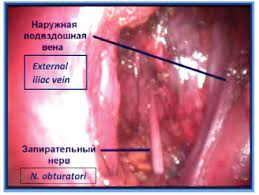 Наружная
подвздошная
вена
External
iliac vein
Запирательный
нерв
N. obturatori